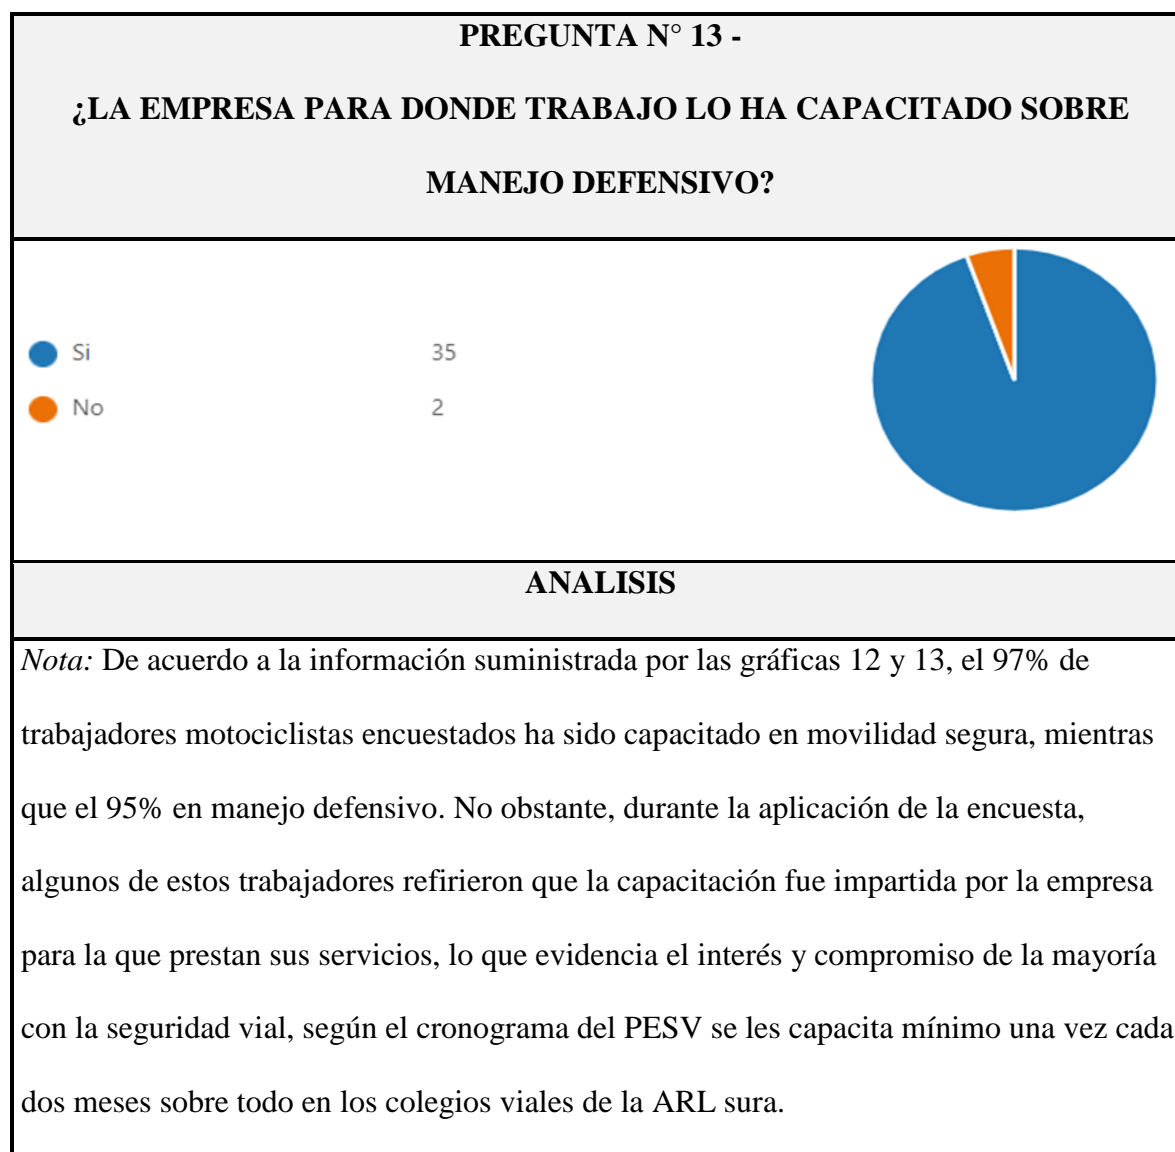 PREGUNTA N° 13 -
¿LA EMPRESA PARA DONDE TRABAJO LO HA CAPACITADO SOBRE
MANEJO DEFENSIVO?
Si 35
No 2
ANALISIS
Nota: De acuerdo a la información suministrada por las gráficas 12 y 13, el 97% de
trabajadores motociclistas encuestados ha sido capacitado en movilidad segura, mientras
que el 95% en manejo defensivo. No obstante, durante la aplicación de la encuesta,
algunos de estos trabajadores refirieron que la capacitación fue impartida por la empresa
para la que prestan sus servicios, lo que evidencia el interés y compromiso de la mayoría
con la seguridad vial, según el cronograma del PESV se les capacita mínimo una vez cada
dos meses sobre todo en los colegios viales de la ARL sura.